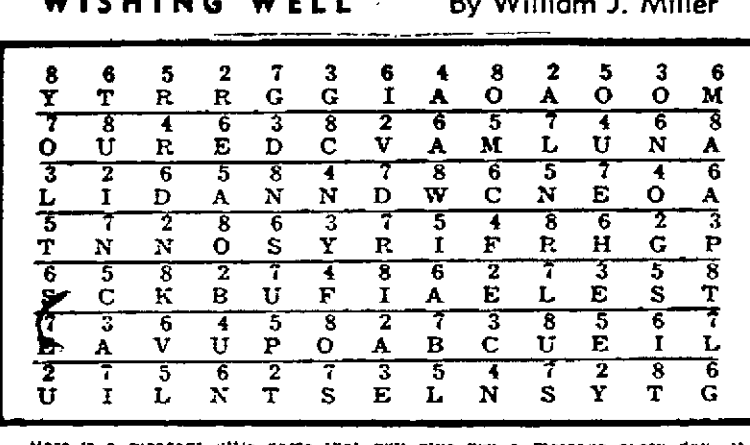 WISHING WELL By William J. Miller
8 6 5 2 7 3 6 4 8 2 5 3 6
Y T R R G G I A O A O O M
7 8 4 6 3 8 2 6 5 7 4 6 8
O U R E D C V A M L U N A
3 2 6 5 8 4 7 8 6 5 7 4 6
L I D A N N D W C N E O A
5 7 2 8 6 3 7 5 4 8 6 2 3
T N N O S Y R I F R H G P
6 5 8 2 7 4 8 6 2 7 3 5 8
S C K B U F I A E L E S T
7 3 6 4 5 8 2 7 3 8 5 6 7
E A V U P O A B C U E I L
2 7 5 6 2 7 3 5 4 7 2 8 6
U I L N T S E L N S Y T G